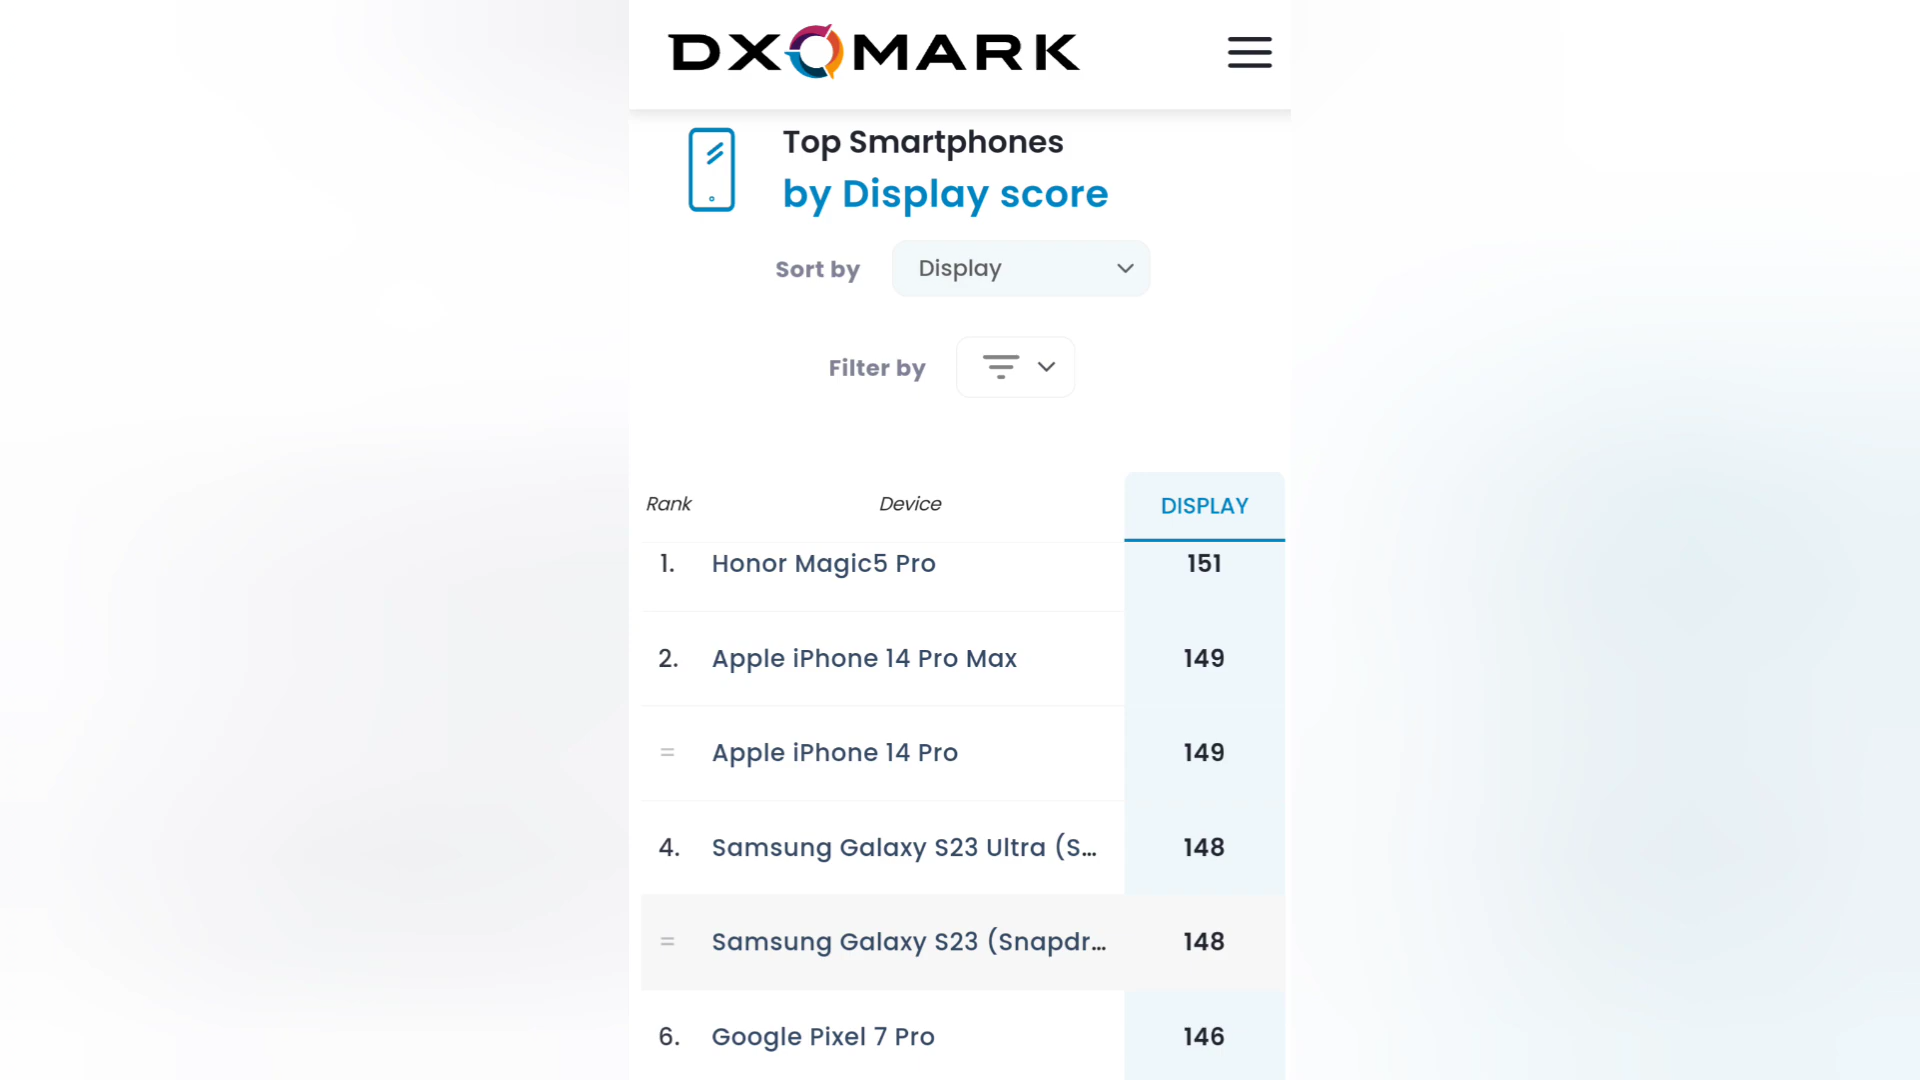 DXOMARK
Top Smartphones
by Display score
Sort by Display
Filter by
Rank Device DISPLAY
1. Honor Magic5 Pro 151
2. Apple iPhone 14 Pro Max 149
= Apple iPhone 14 Pro 149
4. Samsung Galaxy S23 Ultra (S... 148
= Samsung Galaxy S23 (Snapdr... 148
6. Google Pixel 7 Pro 146